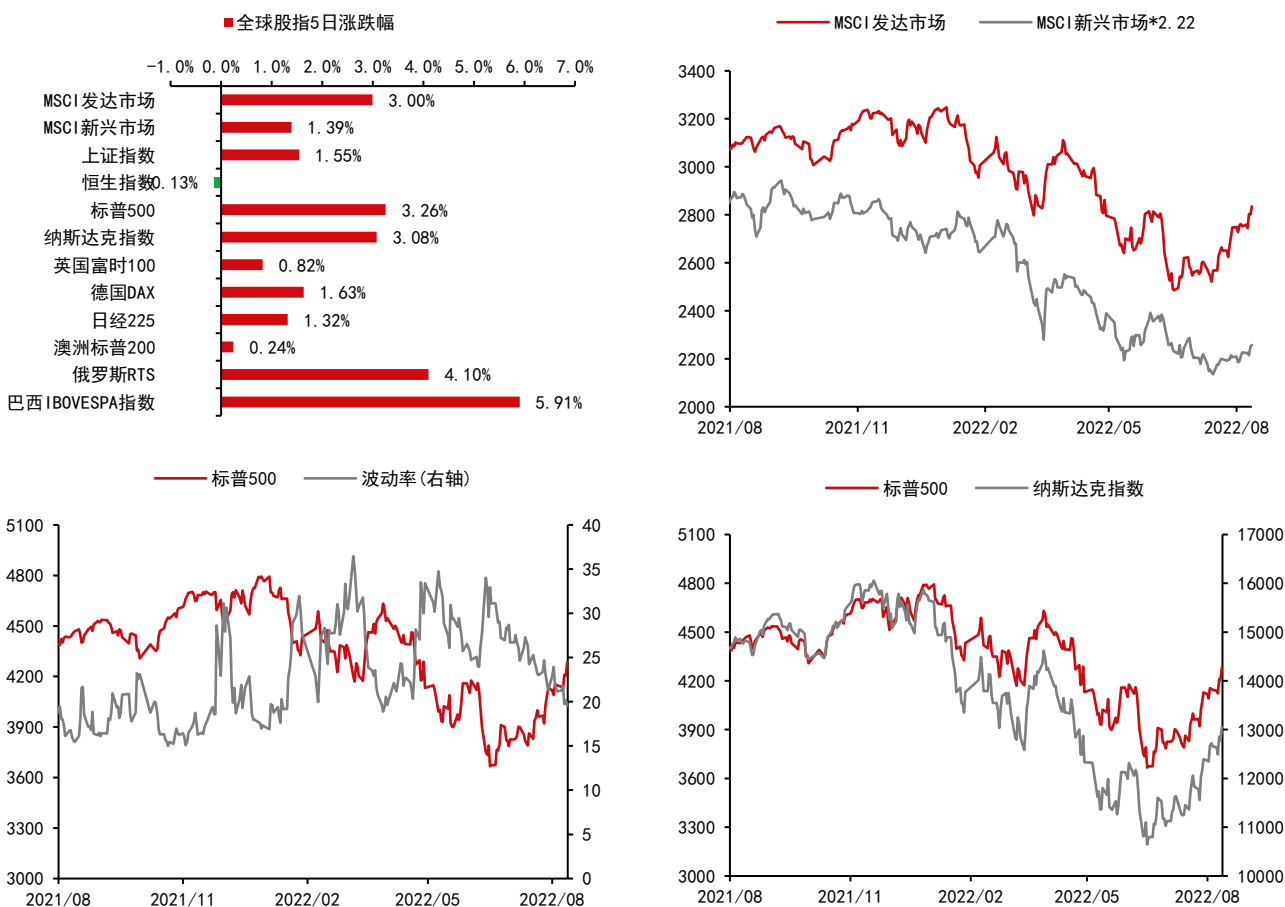 全球股指5日涨跌幅
-1.0% 0.0% 1.0% 2.0% 3.0% 4.0% 5.0% 6.0% 7.0%
MSCI发达市场 3.00%
MSCI新兴市场 1.39%
上证指数 1.55%
恒生指数 -0.13%
标普500 3.26%
纳斯达克指数 3.08%
英国富时100 0.82%
德国DAX 1.63%
日经225 1.32%
澳洲标普200 0.24%
俄罗斯RTS 4.10%
巴西IBOVESPA指数 5.91%
MSCI发达市场 MSCI新兴市场*2.22
3400
3200
3000
2800
2600
2400
2200
2000
2021/08 2021/11 2022/02 2022/05 2022/08
标普500 波动率(右轴)
5100 40
4800 35
4500 30
4200 25
3900 20
3600 15
3300 10
3000 5
0
2021/08 2021/11 2022/02 2022/05 2022/08
标普500 纳斯达克指数
5100 17000
4800 16000
4500 15000
4200 14000
3900 13000
3600 12000
3300 11000
3000 10000
2021/08 2021/11 2022/02 2022/05 2022/08